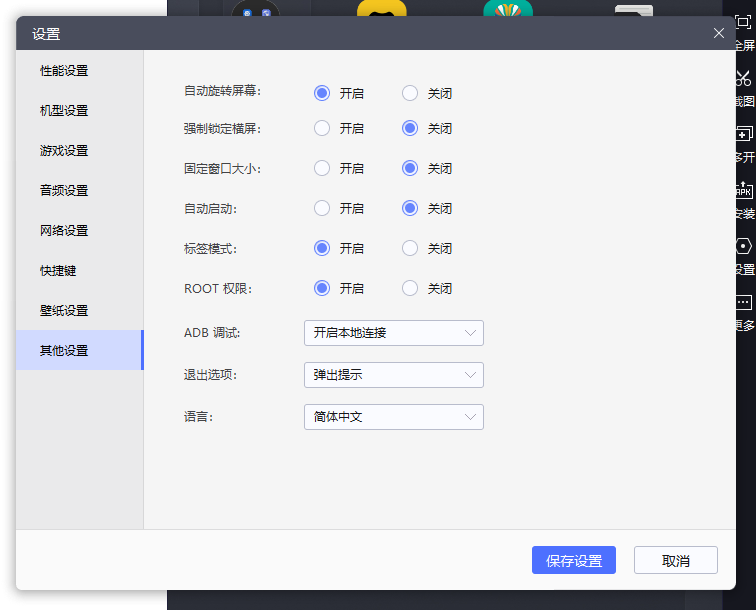 设置
性能设置
机型设置
游戏设置
音频设置
网络设置
快捷键
壁纸设置
其他设置
自动旋转屏幕: 开启 关闭
强制锁定横屏: 开启 关闭
固定窗口大小: 开启 关闭
自动启动: 开启 关闭
标签模式: 开启 关闭
ROOT 权限: 开启 关闭
ADB 调试: 开启本地连接
退出选项: 弹出提示
语言: 简体中文
保存设置 取消
全屏
截图
多开
APK
安装
设置
更多